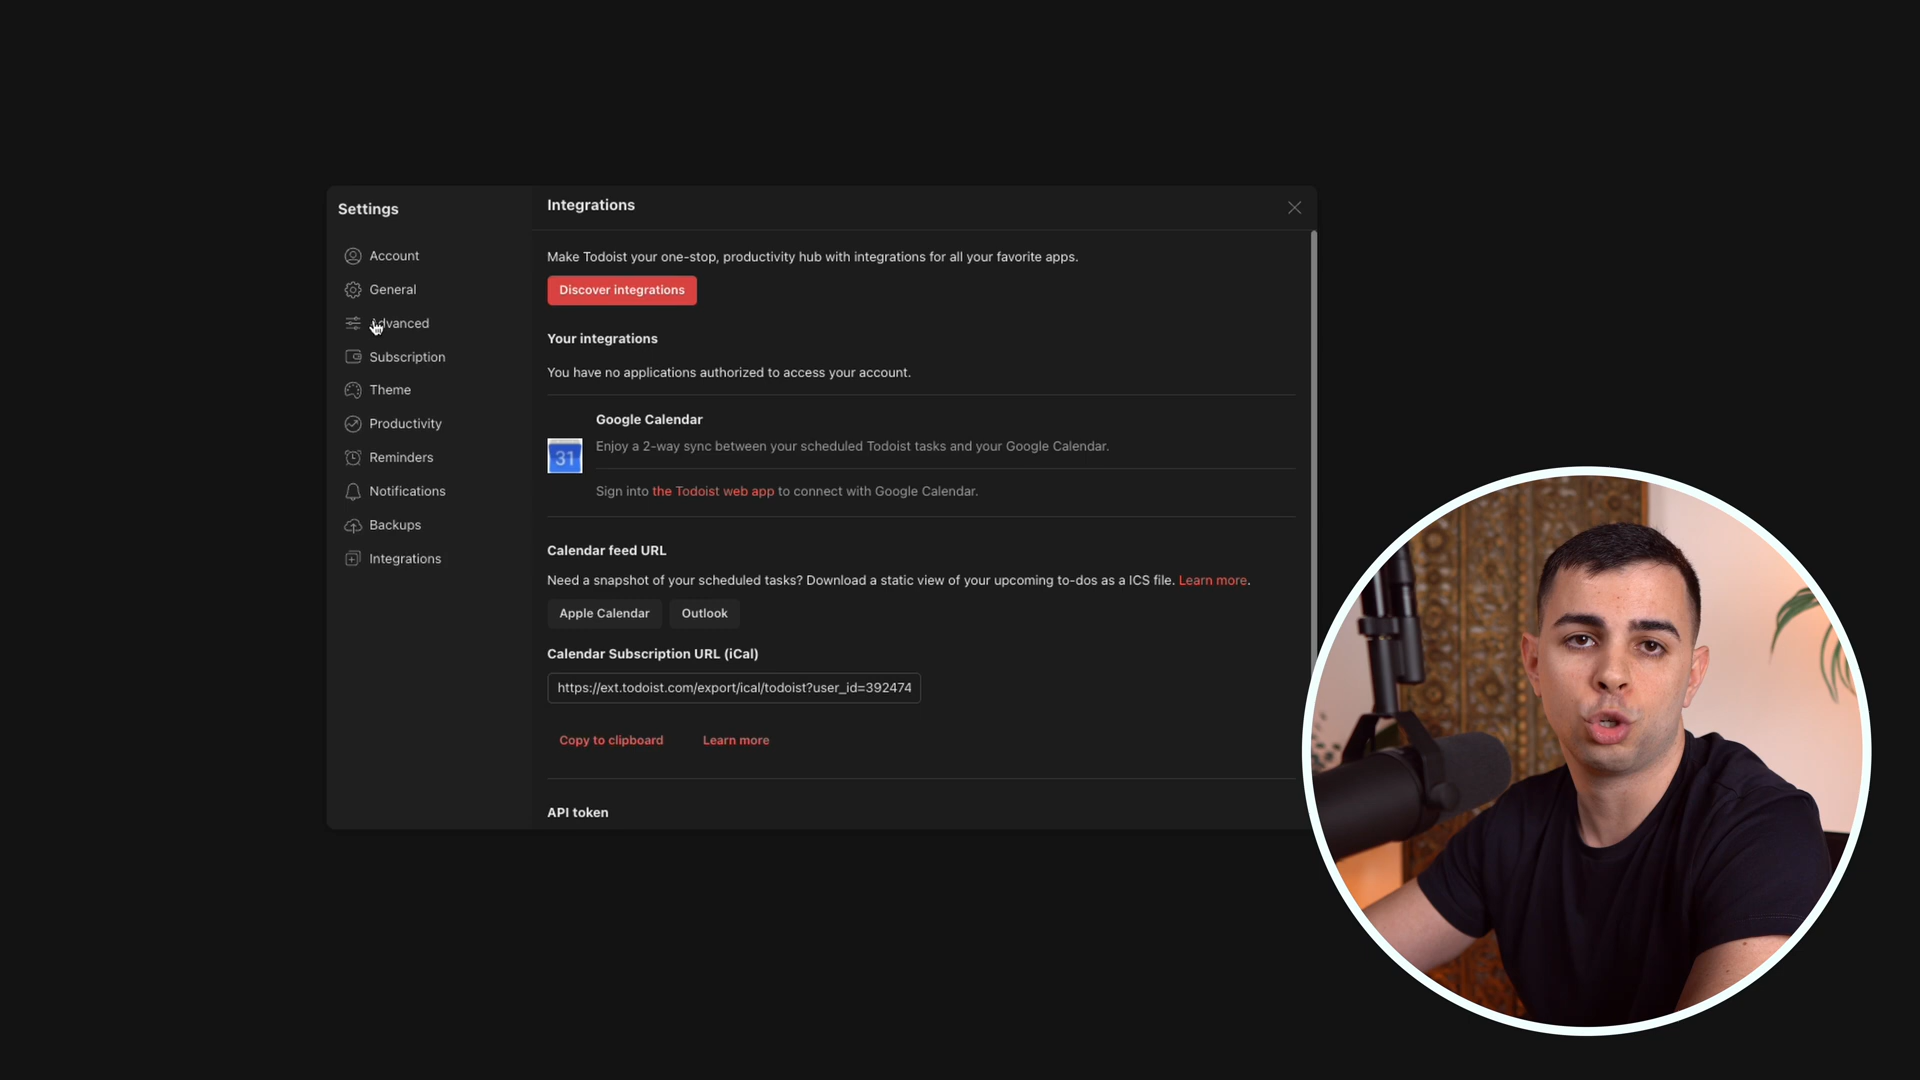 Settings
Account
General
Advanced
Subscription
Theme
Productivity
Reminders
Notifications
Backups
Integrations
Integrations
Make Todoist your one-stop, productivity hub with integrations for all your favorite apps.
Discover integrations
Your integrations
You have no applications authorized to access your account.
31
Google Calendar
Enjoy a 2-way sync between your scheduled Todoist tasks and your Google Calendar.
Sign into the Todoist web app to connect with Google Calendar.
Calendar feed URL
Need a snapshot of your scheduled tasks? Download a static view of your upcoming to-dos as a ICS file. Learn more.
Apple Calendar
Outlook
Calendar Subscription URL (iCal)
https://ext.todoist.com/export/ical/todoist?user_id=392474
Copy to clipboard
Learn more
API token